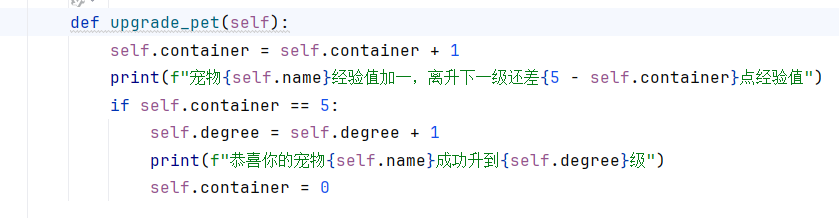 def upgrade_pet(self):
    self.container = self.container + 1
    print(f"宠物{self.name}经验值加一，离升下一级还差{5 - self.container}点经验值")
    if self.container == 5:
        self.degree = self.degree + 1
        print(f"恭喜你的宠物{self.name}成功升到{self.degree}级")
        self.container = 0